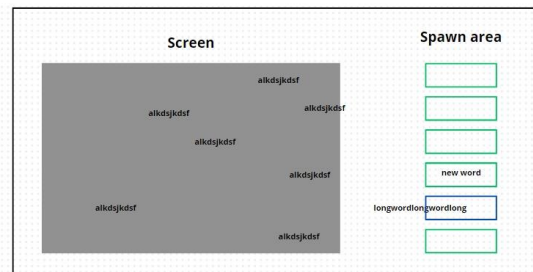 Screen
Spawn area
alkdsjkdsf
alkdsjkdsf
alkdsjkdsf
alkdsjkdsf
alkdsjkdsf
new word
alkdsjkdsf
longwordlongwordlong
alkdsjkdsf